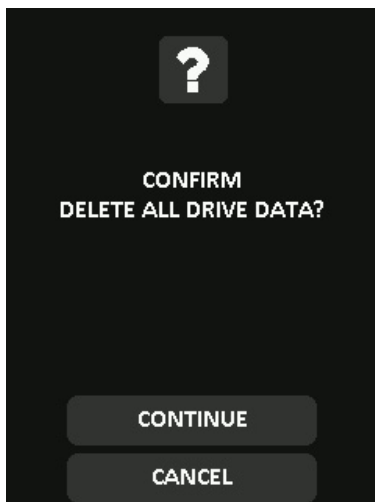 ?
CONFIRM
DELETE ALL DRIVE DATA?
CONTINUE
CANCEL